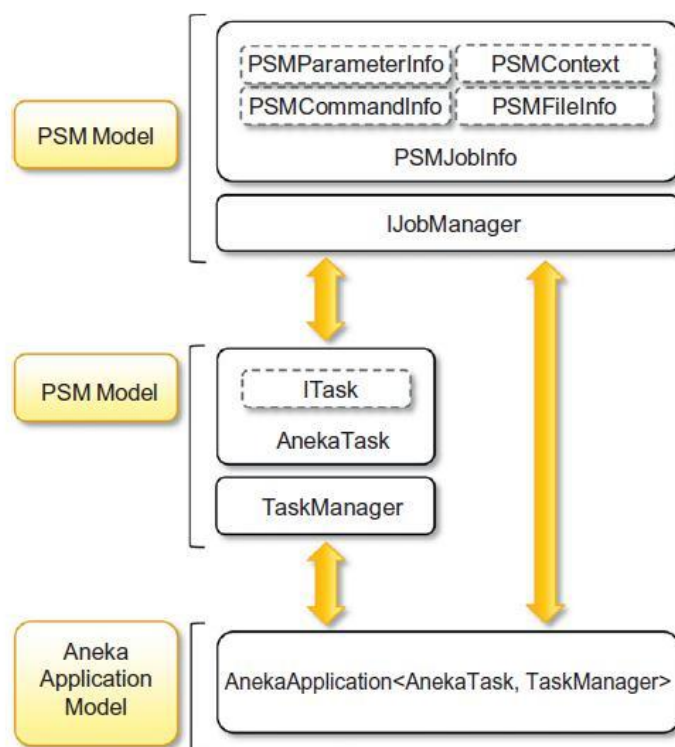 PSMParameterInfo PSMContext
PSMCommandInfo PSMFileInfo
PSM Model
PSMJobInfo
IJobManager
PSM Model
ITask
AnekaTask
TaskManager
Aneka
Application
Model
AnekaApplication<AnekaTask, TaskManager>